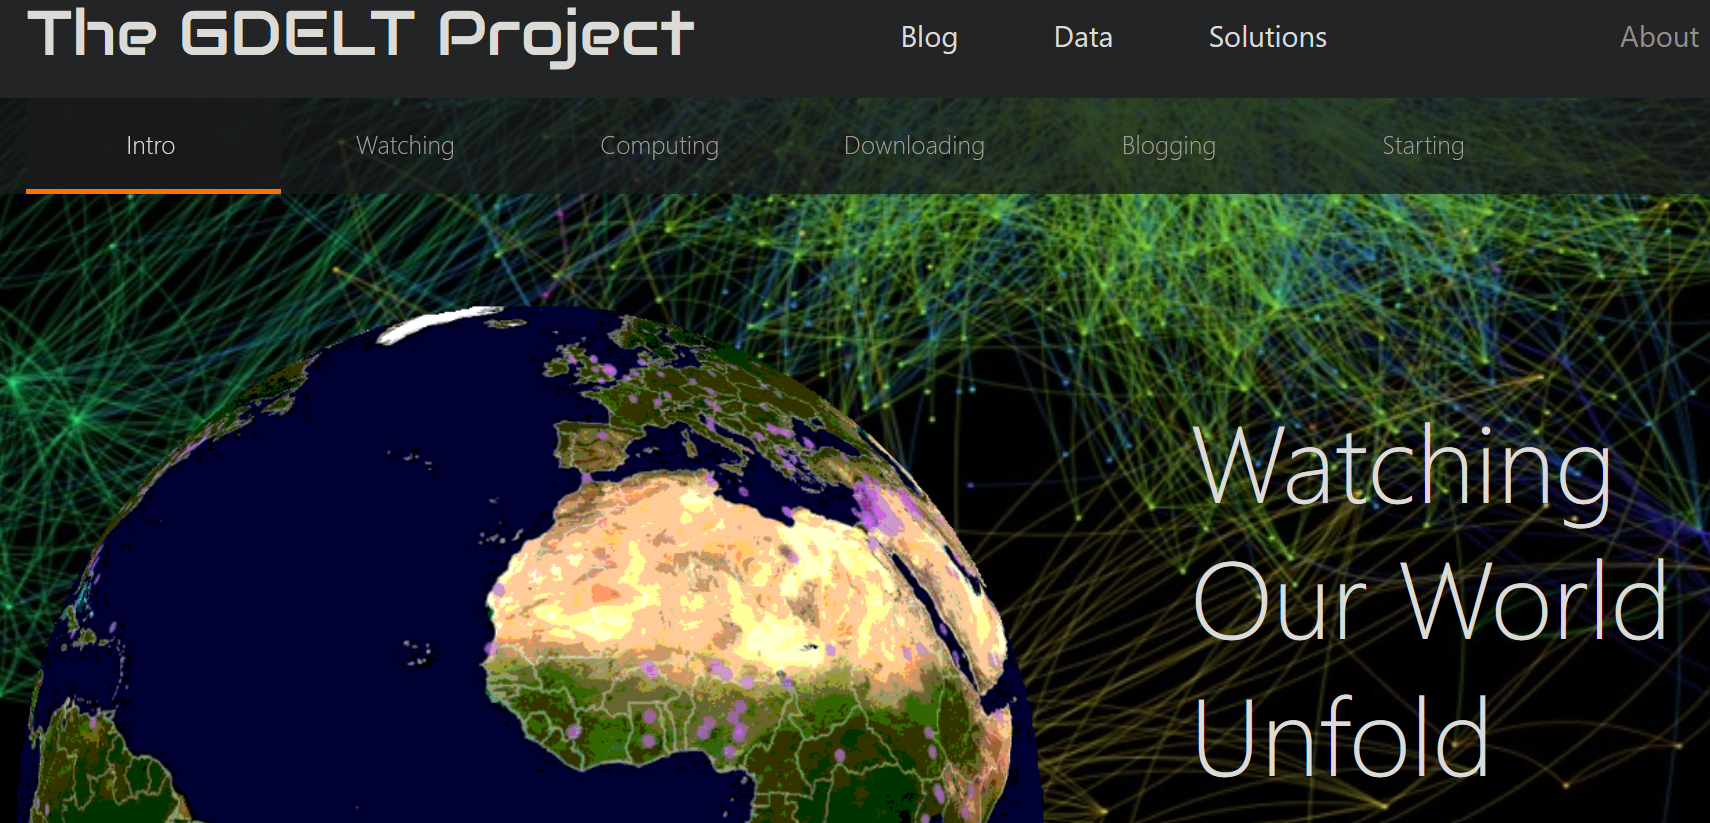 The GDELT Project
Blog Data Solutions About
Intro Watching Computing Downloading Blogging Starting
Watching
Our World
Unfold